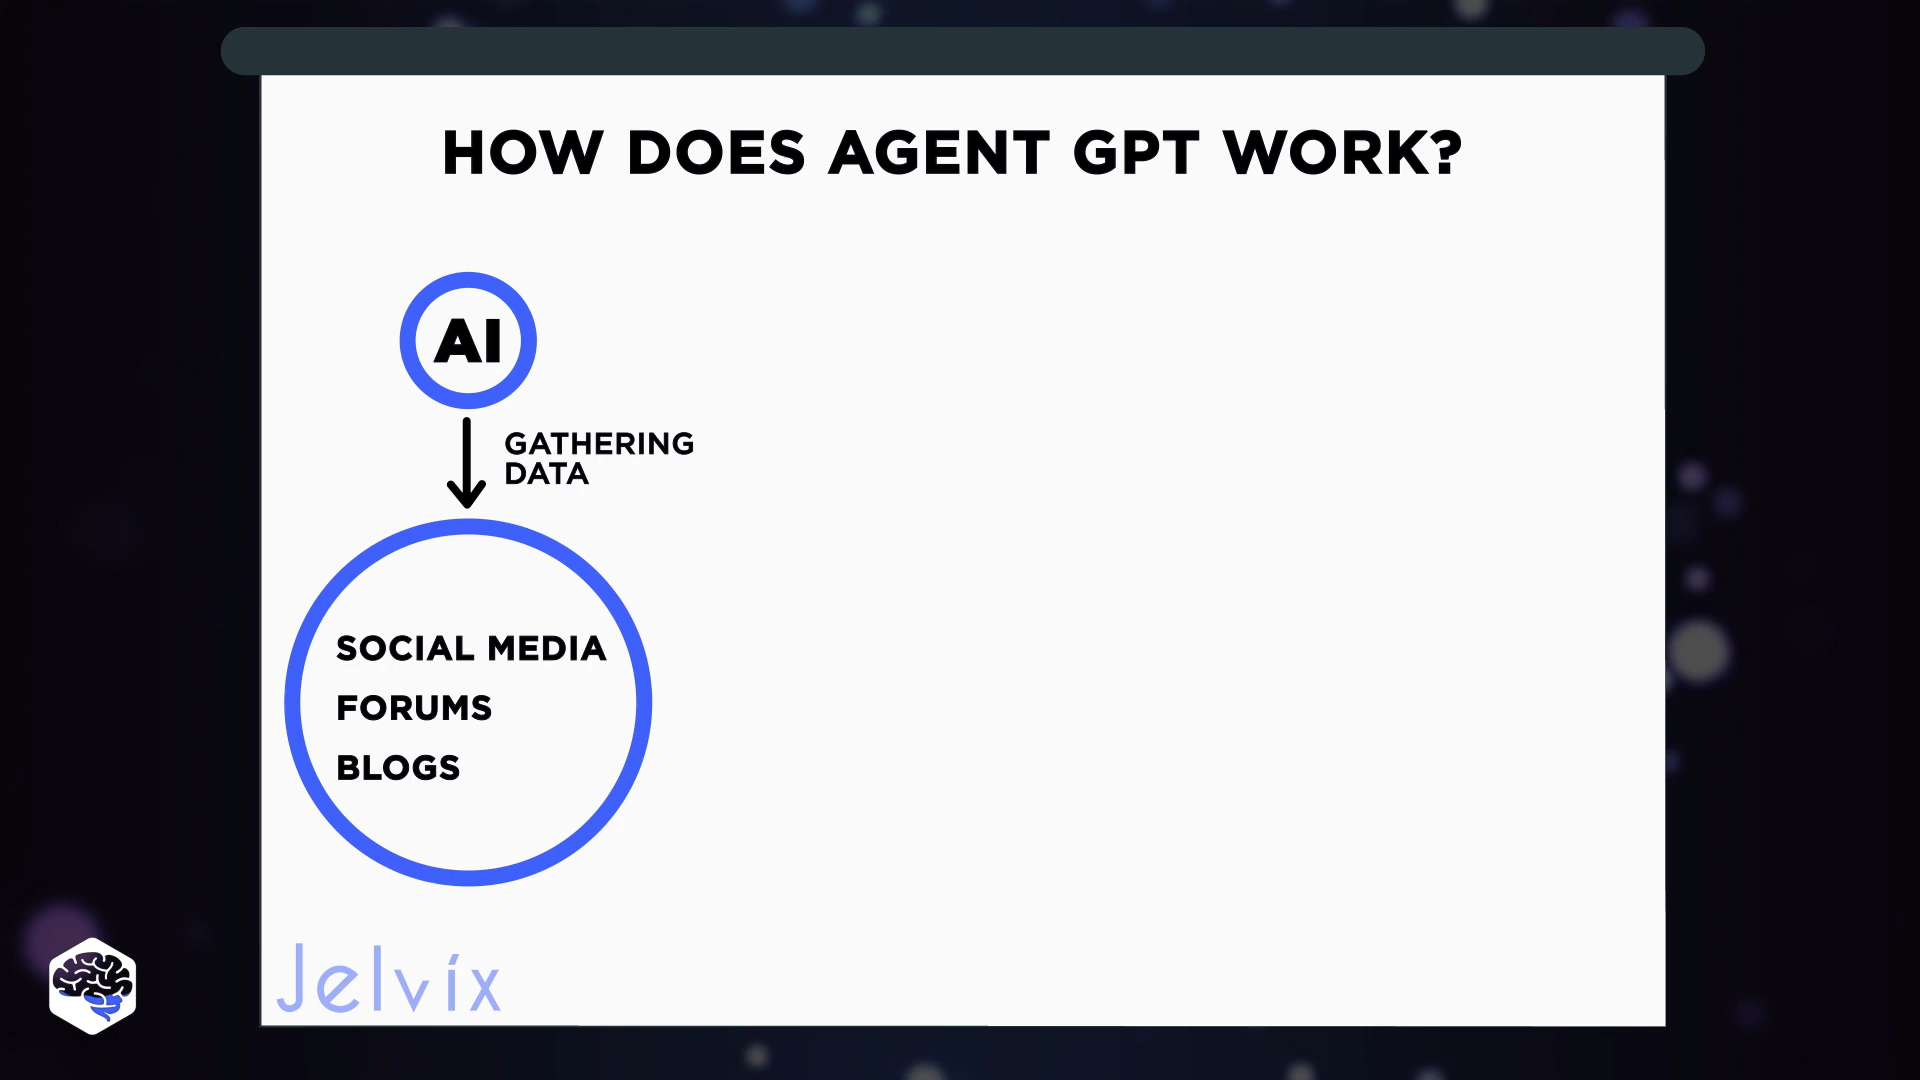 HOW DOES AGENT GPT WORK?
AI
GATHERING
DATA
SOCIAL MEDIA
FORUMS
BLOGS
Jelvix